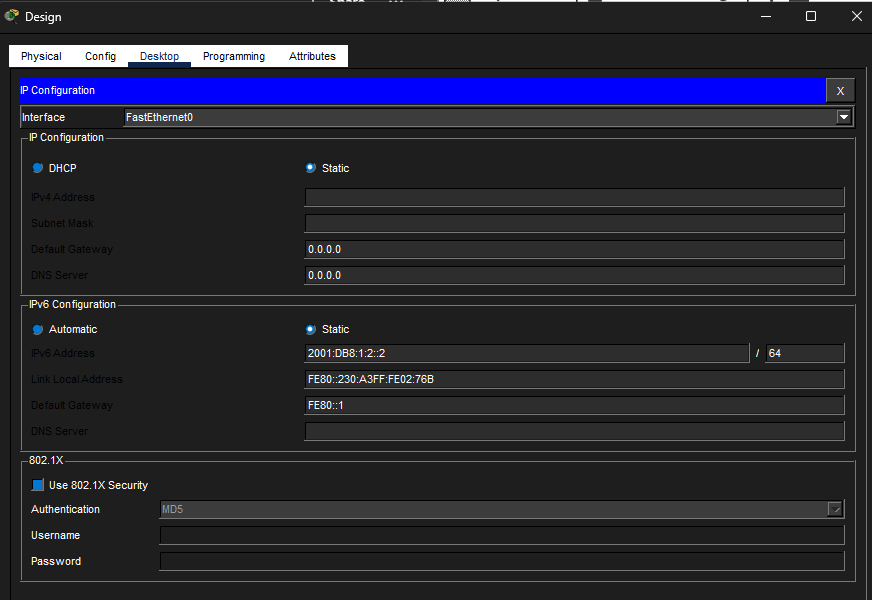 Design
Physical Config Desktop Programming Attributes
IP Configuration X
Interface FastEthernet0
IP Configuration
DHCP Static
IPv4 Address
Subnet Mask
Default Gateway 0.0.0.0
DNS Server 0.0.0.0
IPv6 Configuration
Automatic Static
IPv6 Address 2001:DB8:1:2::2 / 64
Link Local Address FE80::230:A3FF:FE02:76B
Default Gateway FE80::1
DNS Server
802.1X
Use 802.1X Security
Authentication MD5
Username
Password